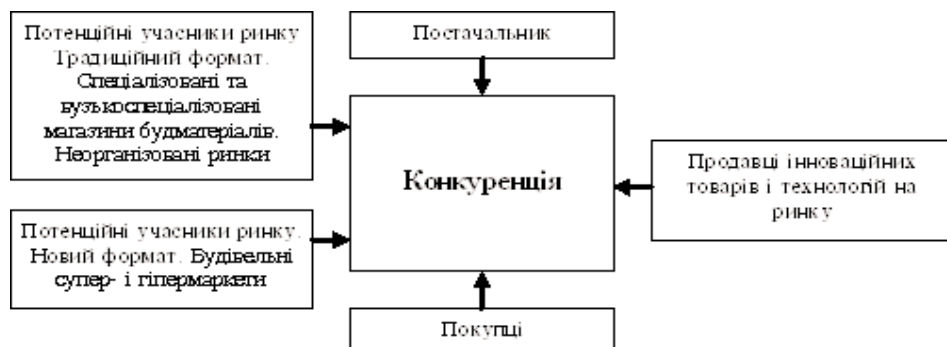 Потенційні учасники ринку
Традиційний формат.
Спеціалізовані та
вузькоспеціалізовані
магазини будматеріалів.
Неорганізовані ринки
Постачальник
Конкуренція
Продавці інноваційних
товарів і технологій на
ринку
Потенційні учасники ринку.
Новий формат. Будівельні
супер- і гіпермаркети
Покупці